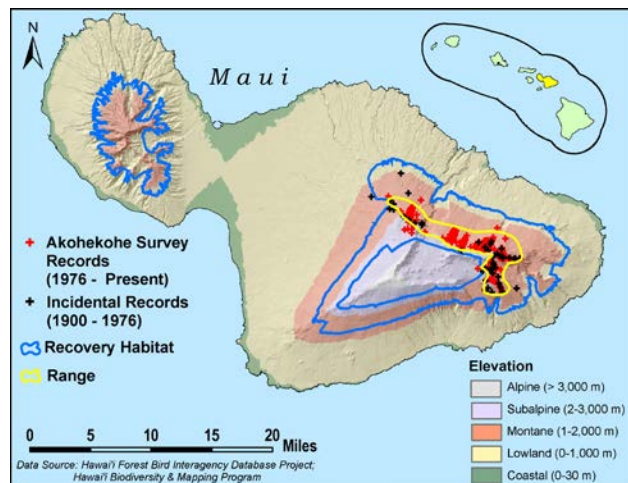 N
Maui
Akohekohe Survey
Records
(1976 - Present)
Incidental Records
(1900 - 1976)
Recovery Habitat
Range
0 5 10 15 20
Miles
Data Source: Hawai'i Forest Bird Interagency Database Project;
Hawai'i Biodiversity & Mapping Program
Elevation
Alpine (> 3,000 m)
Subalpine (2-3,000 m)
Montane (1-2,000 m)
Lowland (0-1,000 m)
Coastal (0-30 m)